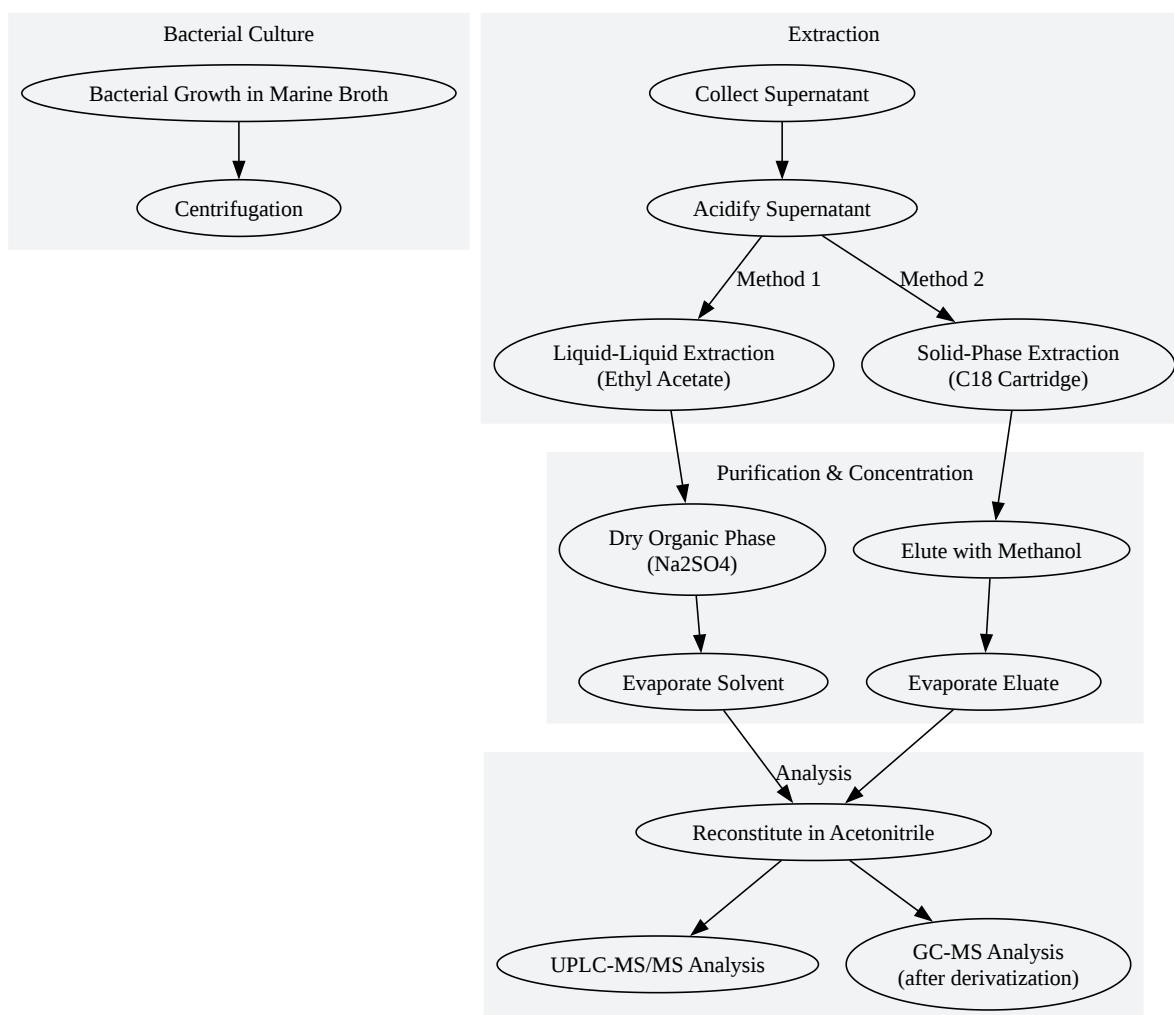 Bacterial Culture
Bacterial Growth in Marine Broth
Centrifugation
Extraction
Collect Supernatant
Acidify Supernatant
Method 1
Method 2
Liquid-Liquid Extraction
(Ethyl Acetate)
Solid-Phase Extraction
(C18 Cartridge)
Purification & Concentration
Dry Organic Phase
(Na2SO4)
Elute with Methanol
Evaporate Solvent
Evaporate Eluate
Analysis
Reconstitute in Acetonitrile
UPLC-MS/MS Analysis
GC-MS Analysis
(after derivatization)